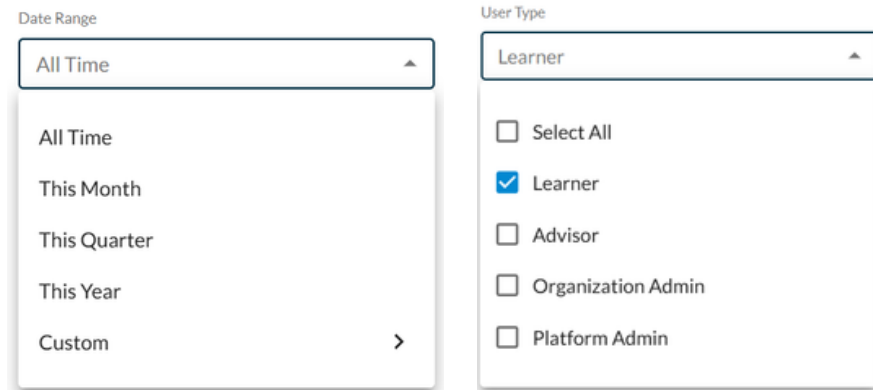 Date Range
All Time
All Time
This Month
This Quarter
This Year
Custom
User Type
Learner
Select All
Learner
Advisor
Organization Admin
Platform Admin